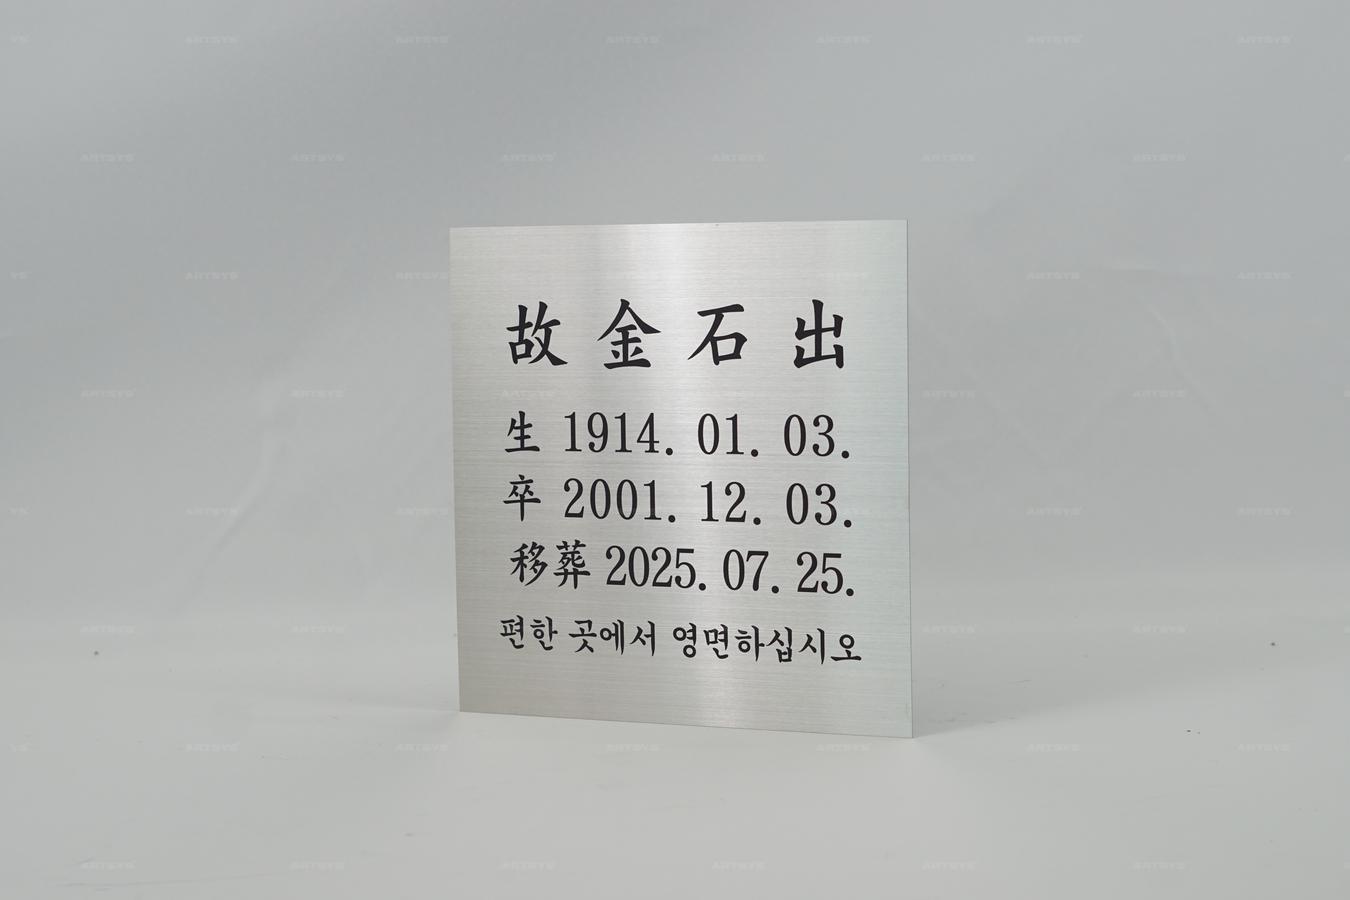 故 金 石 出
生 1914. 01. 03.
卒 2001. 12. 03.
移葬 2025. 07. 25.
편한 곳에서 영면하십시오
ARTSYS